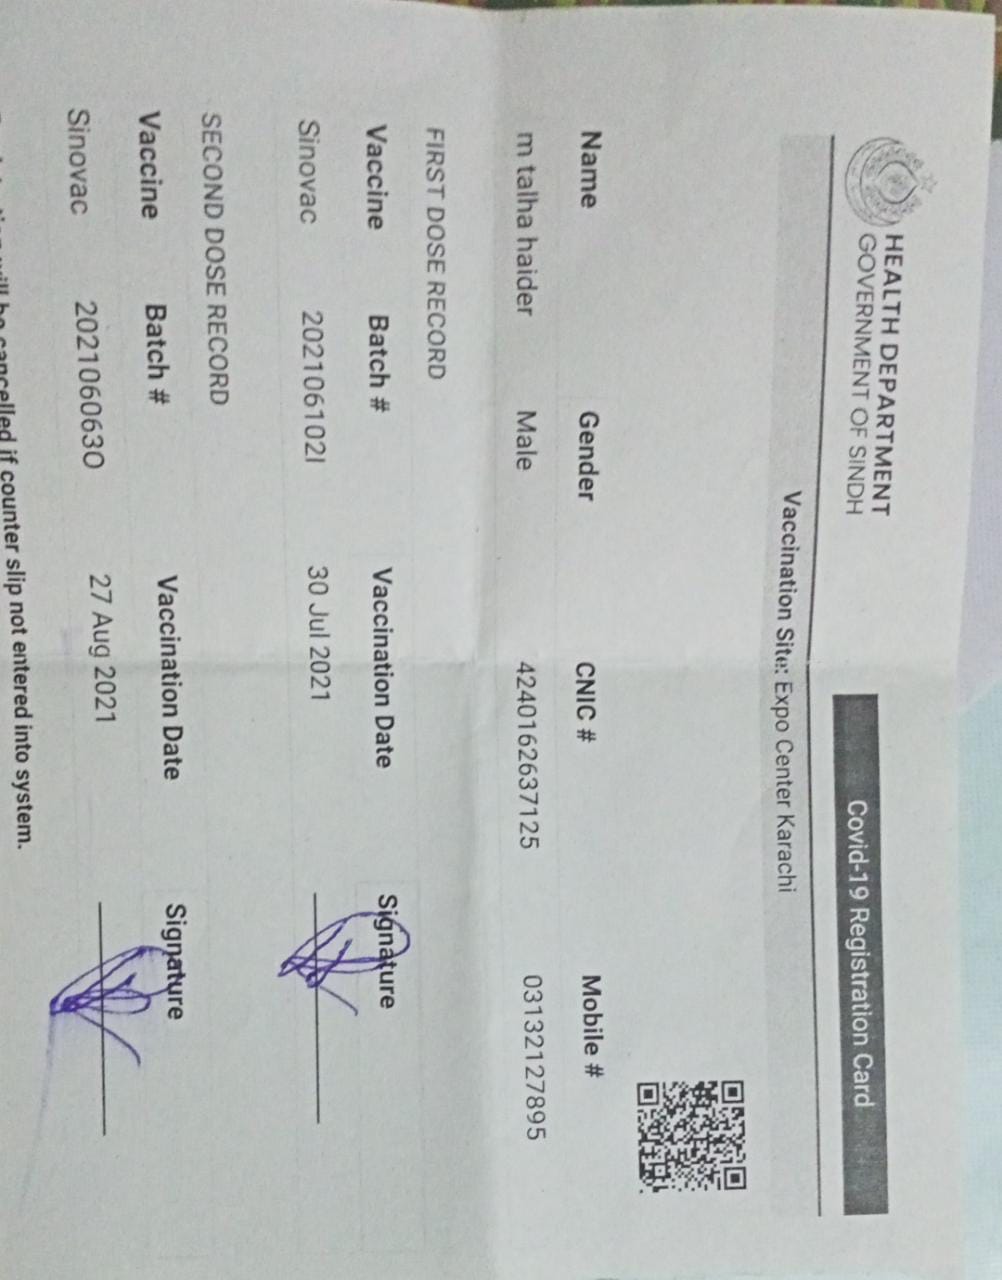 HEALTH DEPARTMENT
GOVERNMENT OF SINDH
Covid-19 Registration Card
Vaccination Site: Expo Center Karachi
Name Gender CNIC # Mobile #
m talha haider Male 4240162637125 03132127895
FIRST DOSE RECORD
Vaccine Batch # Vaccination Date Signature
Sinovac 202106102I 30 Jul 2021
SECOND DOSE RECORD
Vaccine Batch # Vaccination Date Signature
Sinovac 202106063O 27 Aug 2021
will be cancelled if counter slip not entered into system.